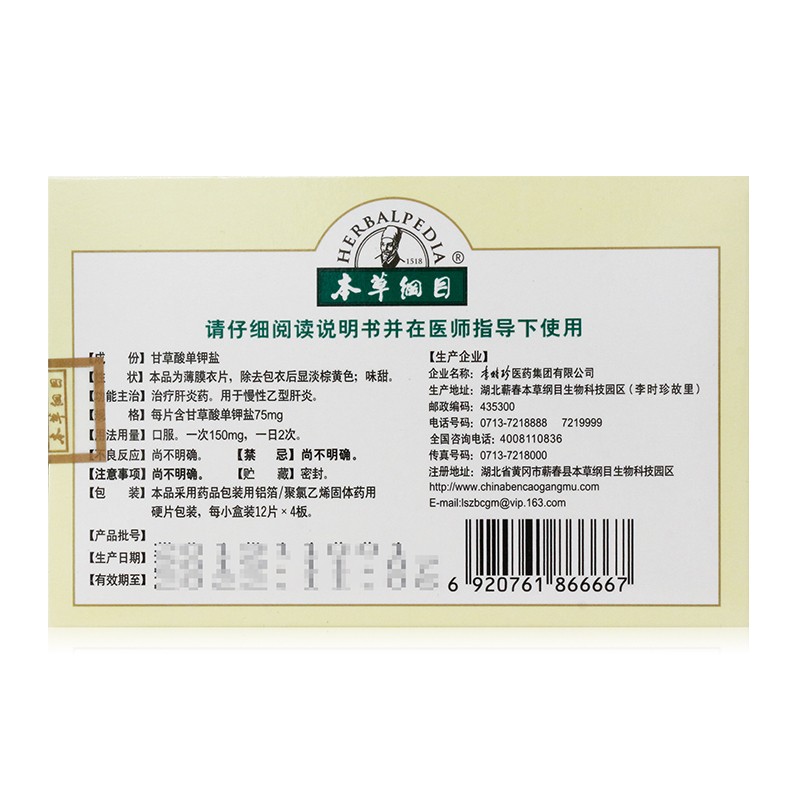 HERBALPEDIA
1518
®
本草纲目
请仔细阅读说明书并在医师指导下使用
【成 份】甘草酸单钾盐
状】本品为薄膜衣片，除去包衣后显淡棕黄色；味甜。
功能主治】治疗肝炎药。用于慢性乙型肝炎。
格】每片含甘草酸单钾盐75mg
用法用量】口服。一次150mg，一日2次。
不良反应】尚不明确。 【禁 忌】尚不明确。
【注意事项】尚不明确。 【贮 藏】密封。
【包 装】本品采用药品包装用铝箔/聚氯乙烯固体药用
硬片包装，每小盒装12片×4板。
【产品批号】
【生产日期】
【有效期至】
本草纲目
【生产企业】
企业名称：李时珍医药集团有限公司
生产地址：湖北蕲春本草纲目生物科技园区（李时珍故里）
邮政编码：435300
电话号码：0713-7218888 7219999
全国咨询电话：4008110836
传真号码：0713-7218000
注册地址：湖北省黄冈市蕲春县本草纲目生物科技园区
http://www.chinabencaogangmu.com
E-mail:lszbcgm@vip.163.com
6 920761 866667